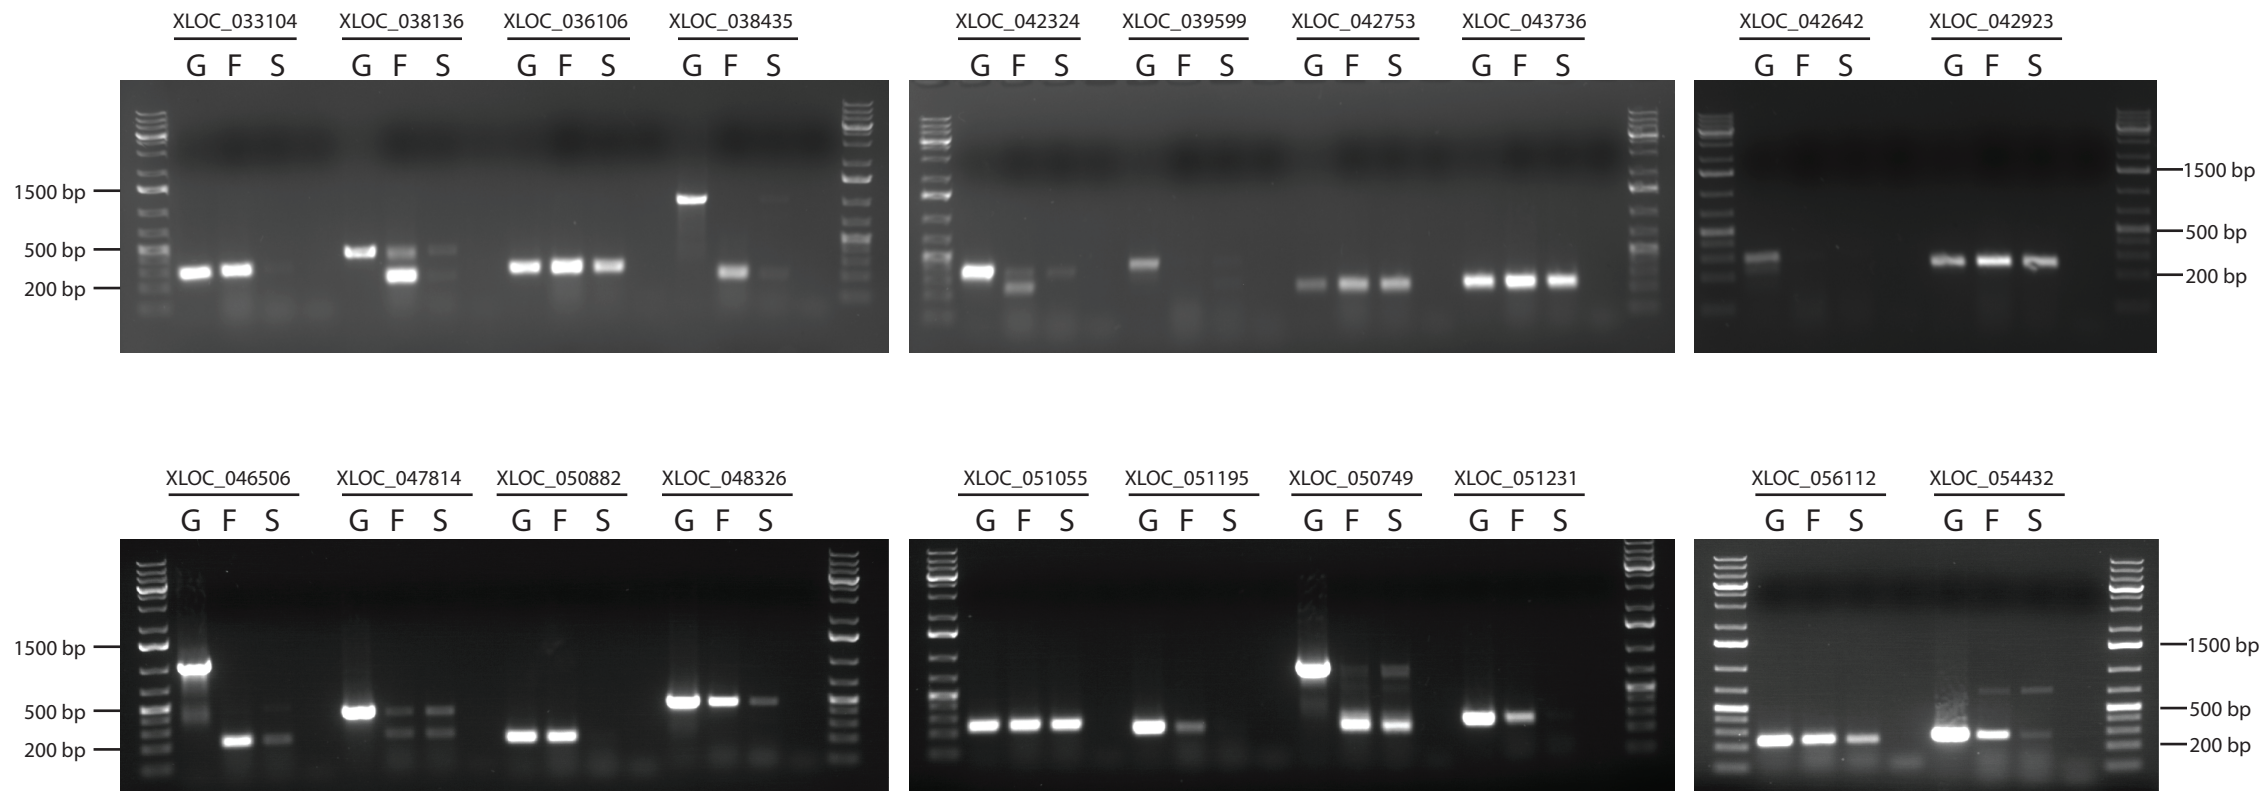 XLOC_033104 XLOC_038136 XLOC_036106 XLOC_038435 XLOC_042324 XLOC_039599 XLOC_042753 XLOC_043736 XLOC_042642 XLOC_042923
G F S G F S G F S G F S G F S G F S G F S G F S G F S G F S
1500 bp 1500 bp
500 bp 500 bp
200 bp 200 bp
XLOC_046506 XLOC_047814 XLOC_050882 XLOC_048326 XLOC_051055 XLOC_051195 XLOC_050749 XLOC_051231 XLOC_056112 XLOC_054432
G F S G F S G F S G F S G F S G F S G F S G F S G F S G F S
1500 bp 1500 bp
500 bp 500 bp
200 bp 200 bp